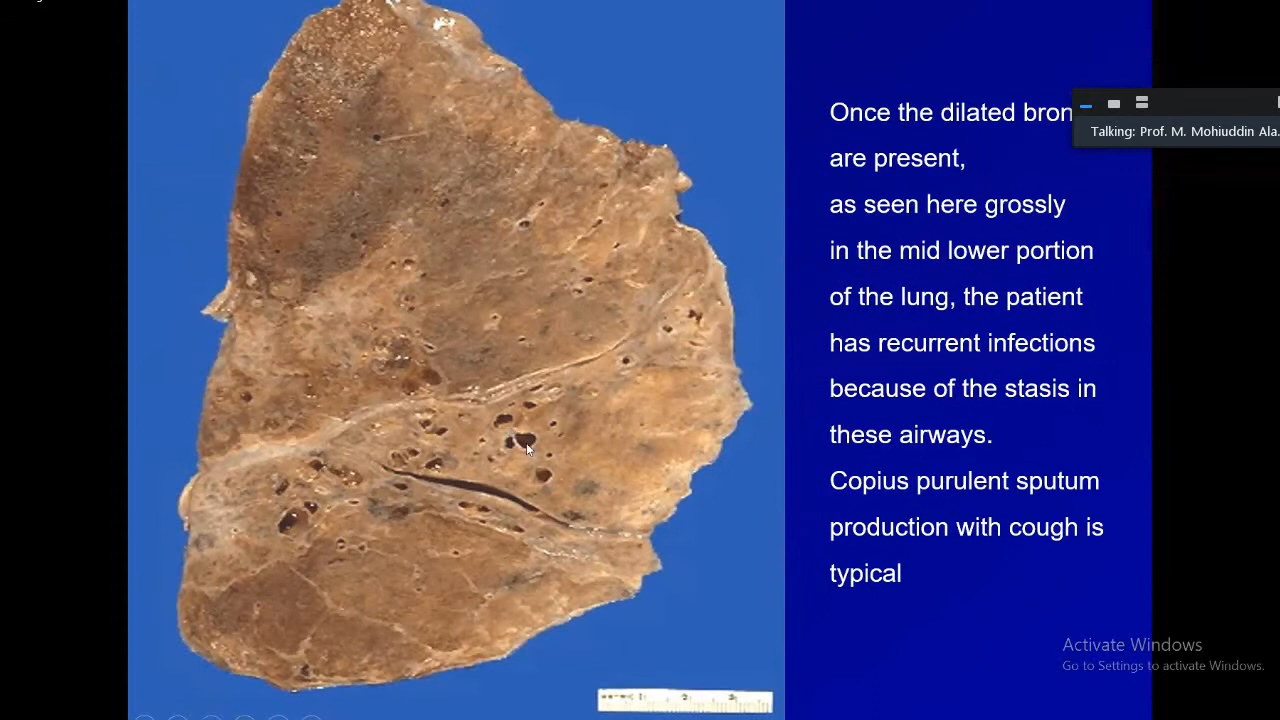 Once the dilated bron
are present,
as seen here grossly
in the mid lower portion
of the lung, the patient
has recurrent infections
because of the stasis in
these airways.
Copius purulent sputum
production with cough is
typical
Talking: Prof. M. Mohiuddin Ala...
Activate Windows
Go to Settings to activate Windows.